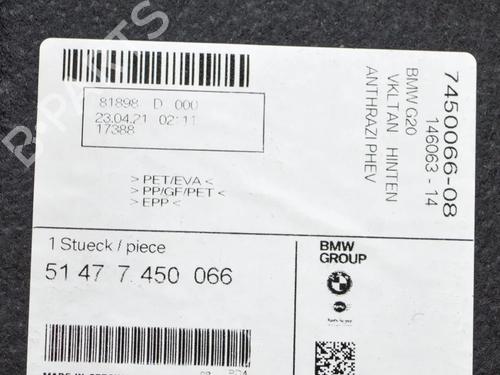 81898 D 000
23.04.21 02:11
17388
> PET/EVA <
> PP/GF/PET <
> EPP <
7450066-08
146063-14
BMW G20
VKLTAN HINTEN
ANTHRAZI PHEV
1 Stueck / piece
51 47 7 450 066
BMW
GROUP
B-PARTS